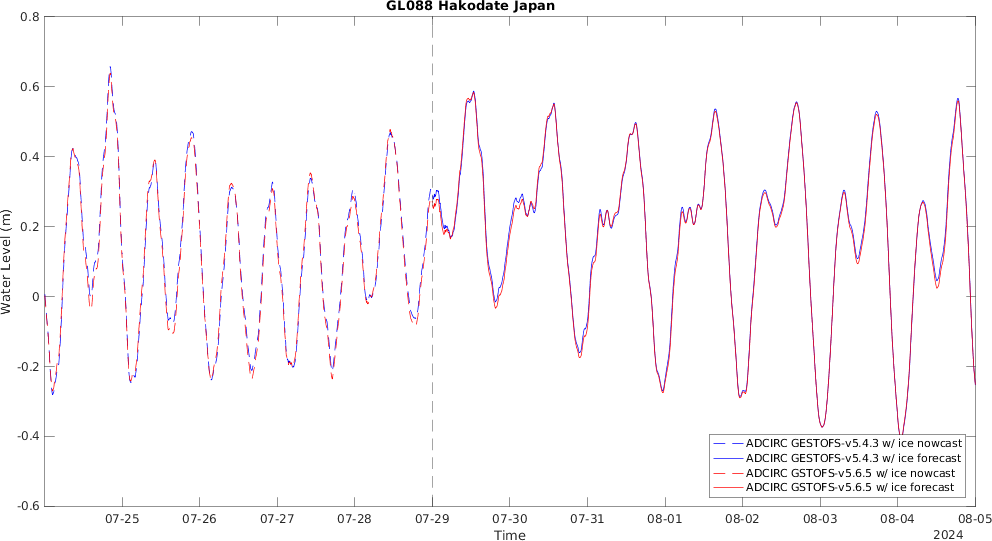 GL088 Hakodate Japan
0.8
0.6
0.4
0.2
0
-0.2
-0.4
-0.6
Water Level (m)
ADCIRC GESTOFS-v5.4.3 w/ ice nowcast
ADCIRC GESTOFS-v5.4.3 w/ ice forecast
ADCIRC GSTOFS-v5.6.5 w/ ice nowcast
ADCIRC GSTOFS-v5.6.5 w/ ice forecast
07-25 07-26 07-27 07-28 07-29 07-30 07-31 08-01 08-02 08-03 08-04 08-05
Time
2024